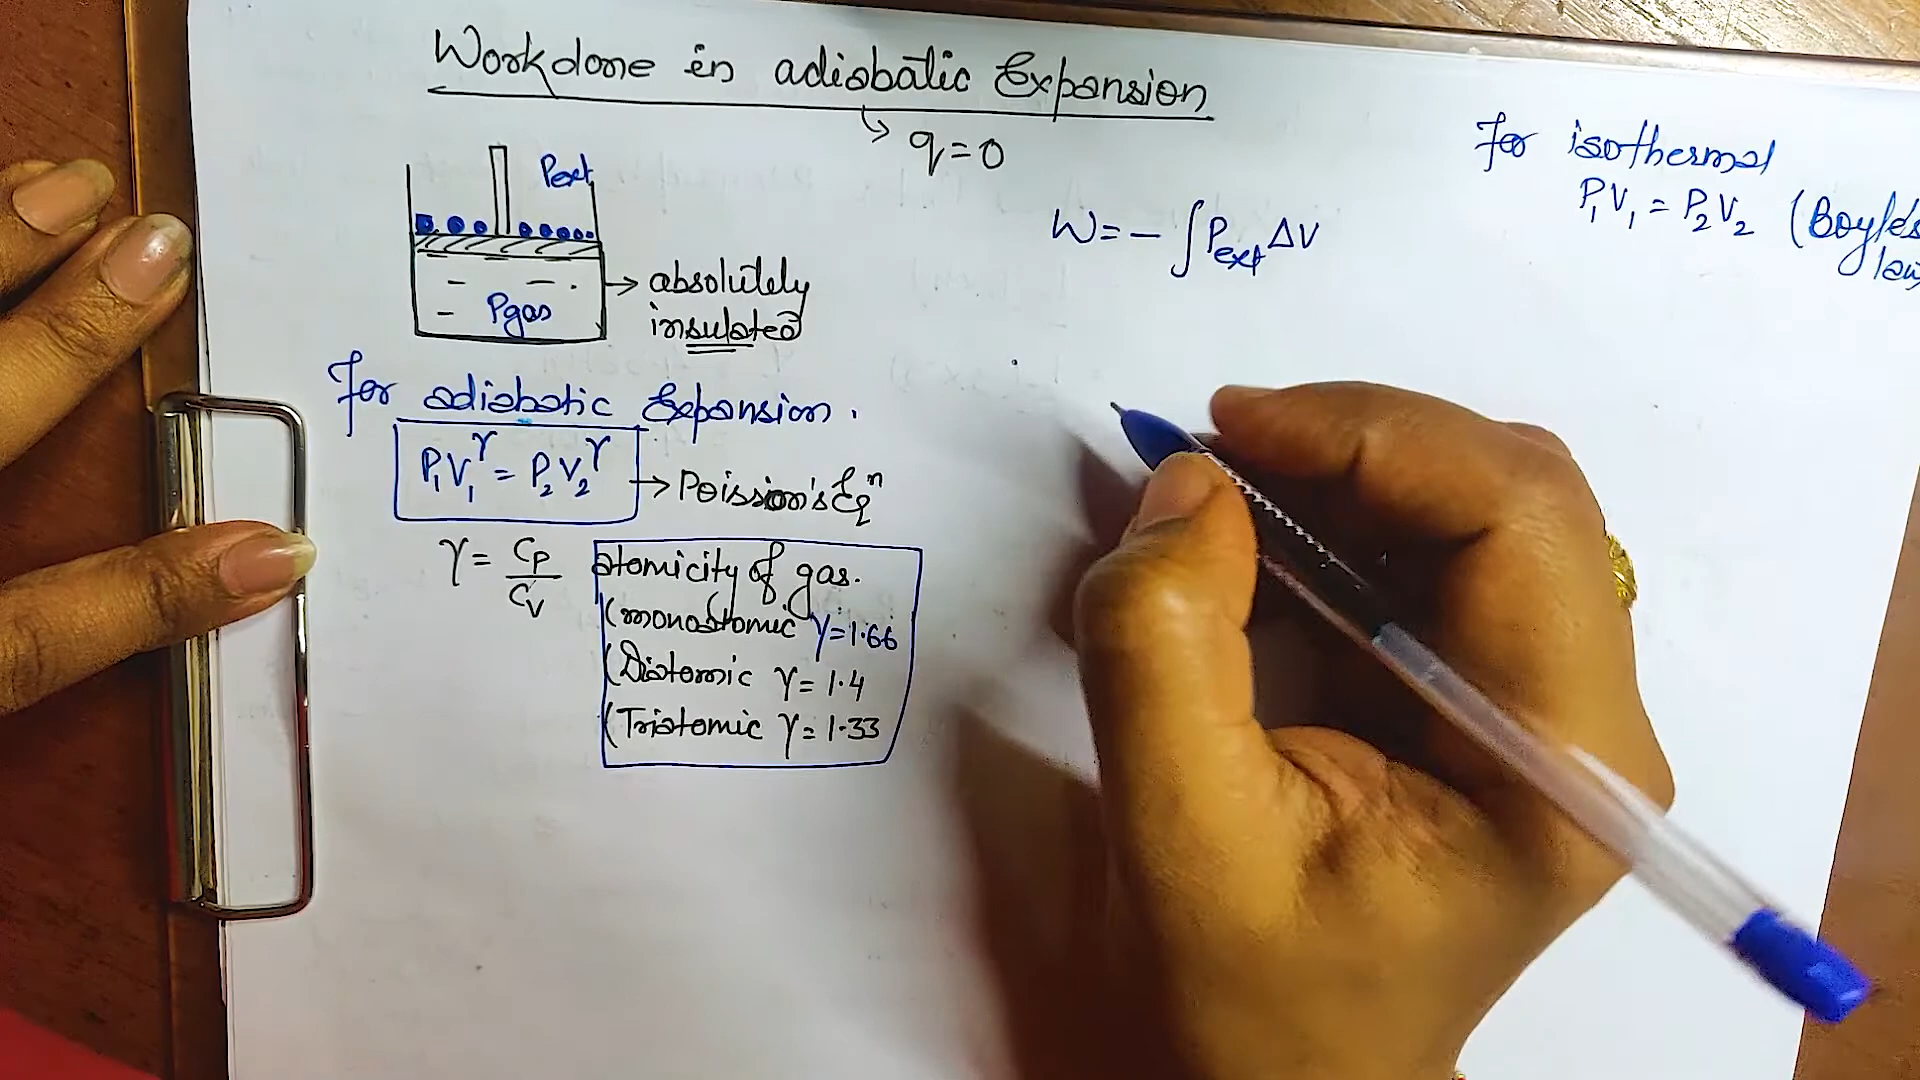 Workdone in adiabatic Expansion
q=0
Pext
Pgas
absolutely
insulated
W= - ∫Pext ΔV
For isothermal
P₁V₁ = P₂V₂ (Boyle's
law
For adiabatic Expansion.
P₁V₁^γ = P₂V₂^γ → Poission's Eqⁿ
γ = Cp/Cv
atomicity of gas.
(monoatomic γ=1.66
(Diatomic γ= 1.4
(Triatomic γ= 1.33